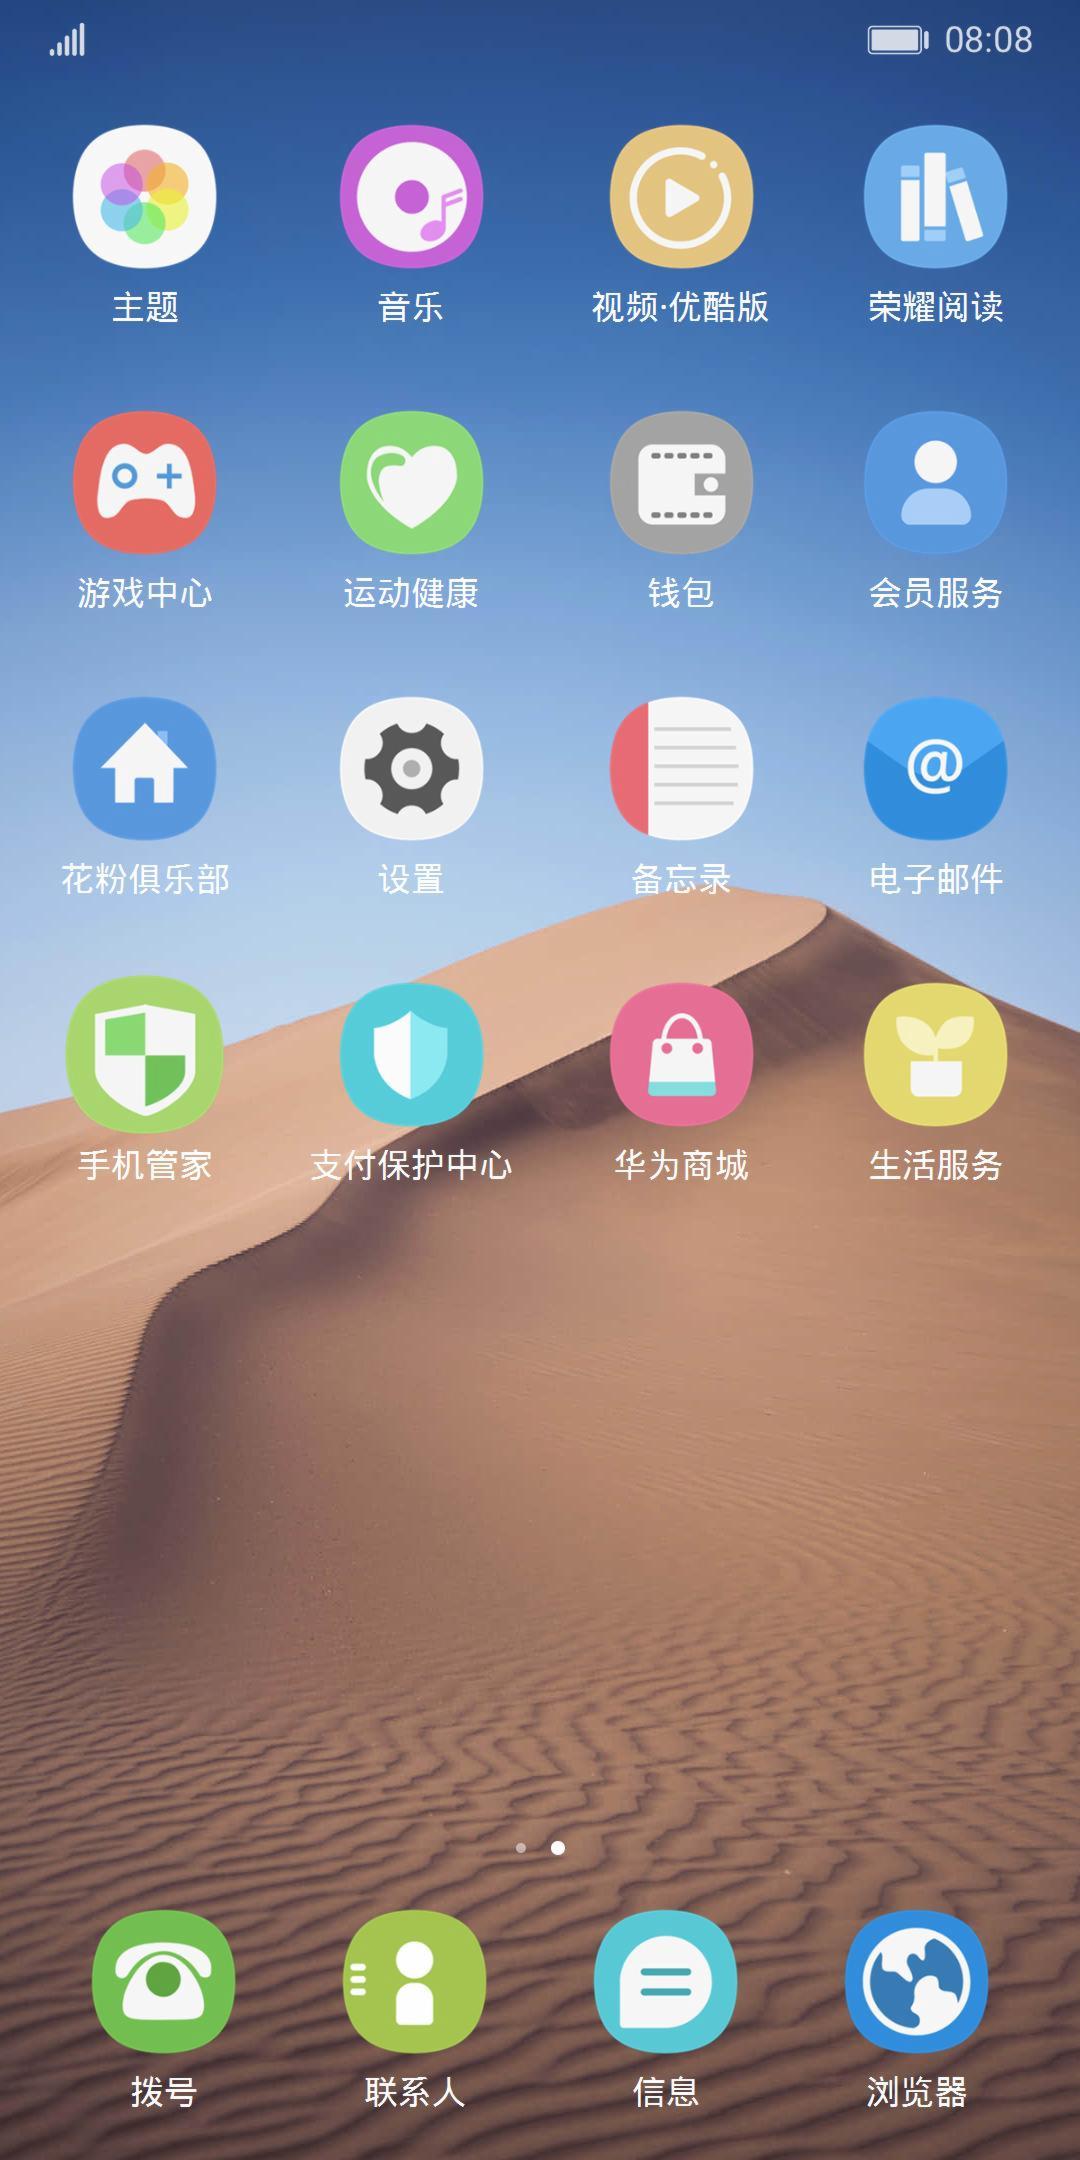 08:08
主题
音乐
视频·优酷版
荣耀阅读
游戏中心
运动健康
钱包
会员服务
花粉俱乐部
设置
备忘录
@
电子邮件
手机管家
支付保护中心
华为商城
生活服务
拨号
联系人
信息
浏览器